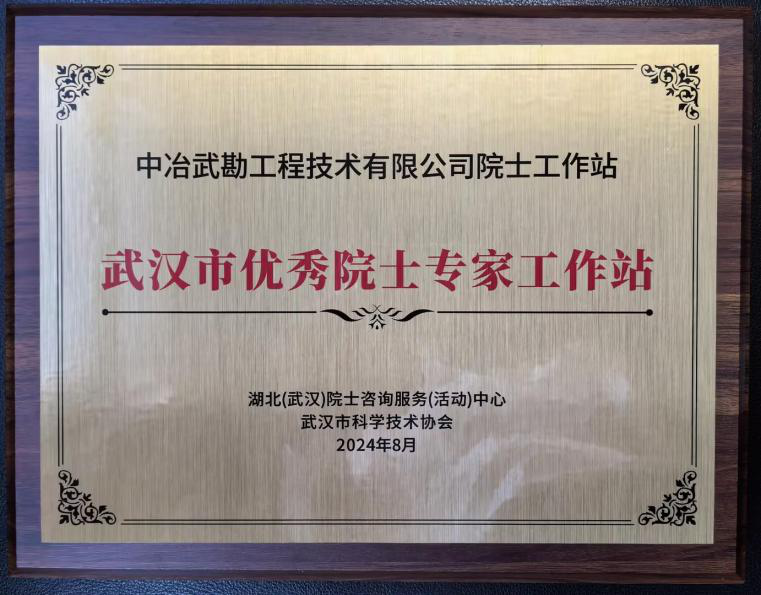 中冶武勘工程技术有限公司院士工作站
武汉市优秀院士专家工作站
湖北(武汉)院士咨询服务(活动)中心
武汉市科学技术协会
2024年8月